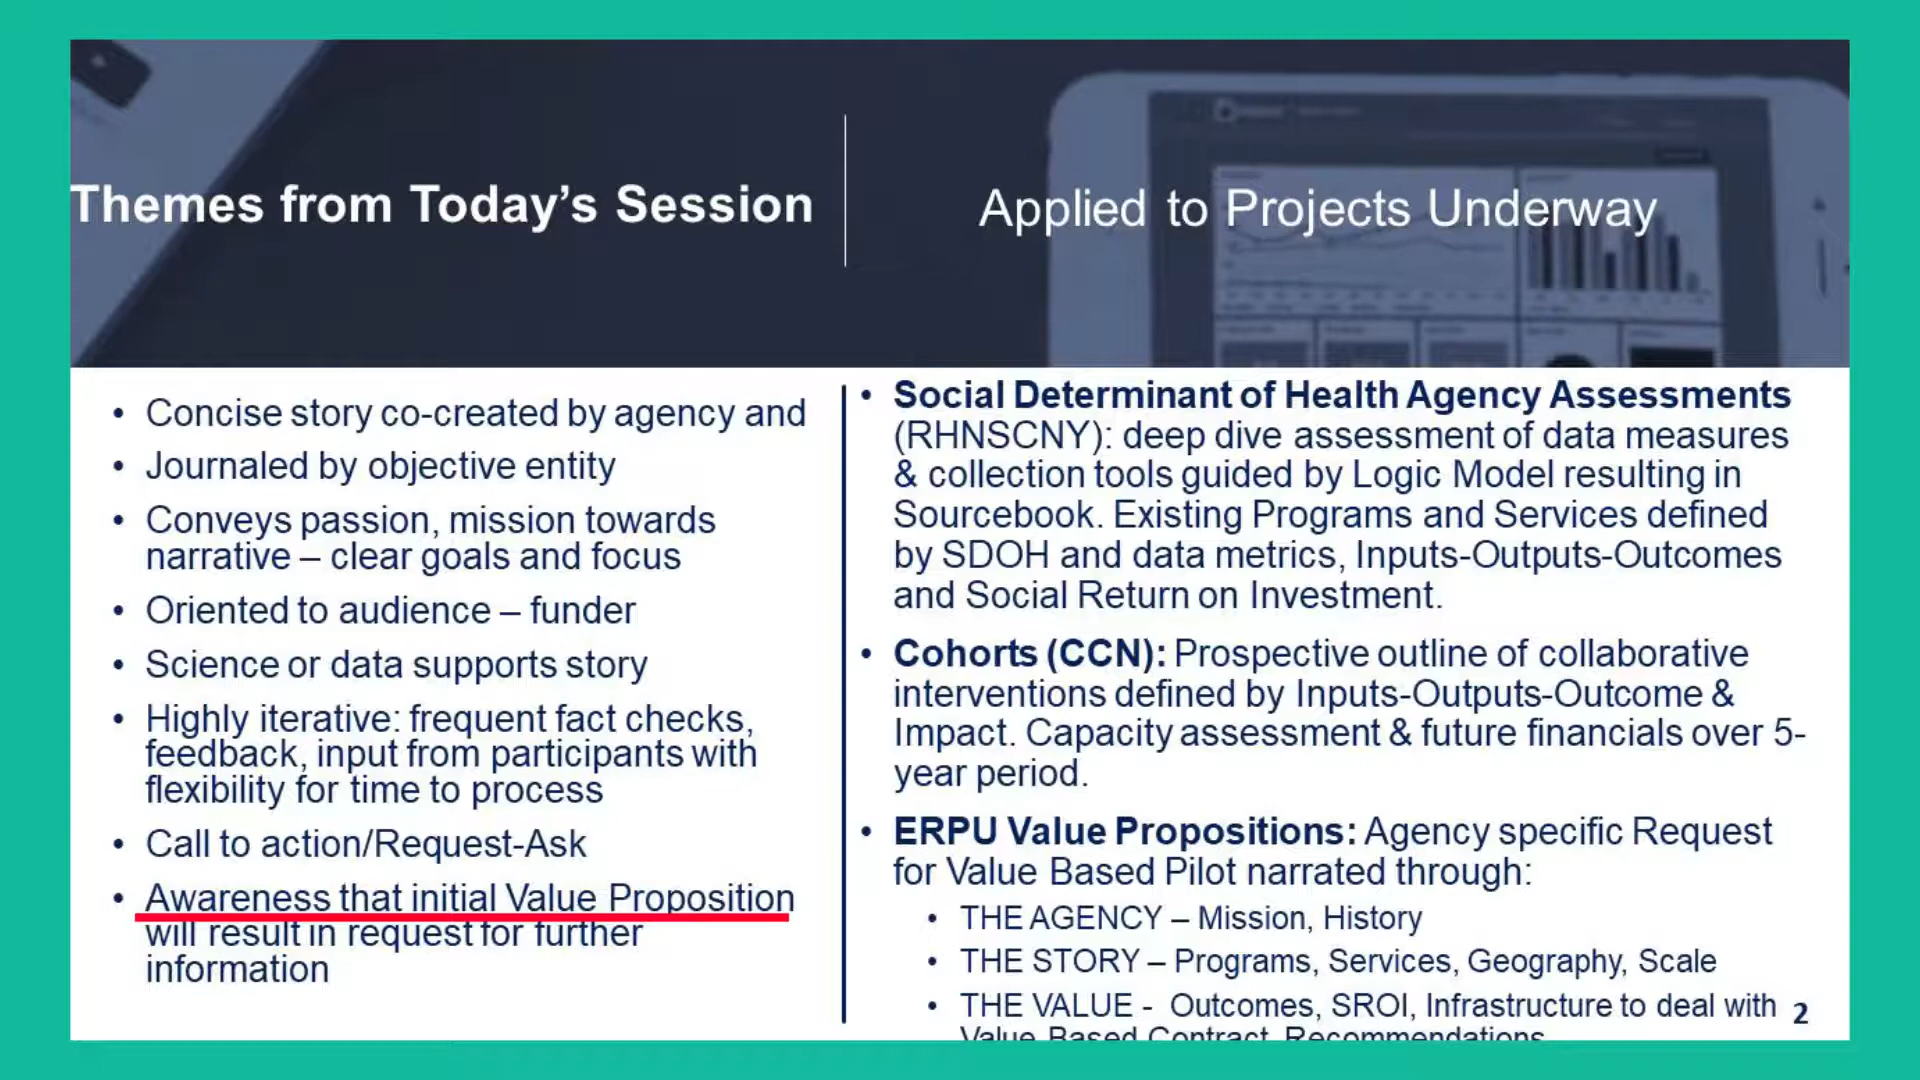 Themes from Today's Session
Applied to Projects Underway
• Concise story co-created by agency and
• Journaled by objective entity
• Conveys passion, mission towards
narrative – clear goals and focus
• Oriented to audience – funder
• Science or data supports story
• Highly iterative: frequent fact checks,
feedback, input from participants with
flexibility for time to process
• Call to action/Request-Ask
• Awareness that initial Value Proposition
will result in request for further
information
• Social Determinant of Health Agency Assessments
(RHNSCNY): deep dive assessment of data measures
& collection tools guided by Logic Model resulting in
Sourcebook. Existing Programs and Services defined
by SDOH and data metrics, Inputs-Outputs-Outcomes
and Social Return on Investment.
• Cohorts (CCN): Prospective outline of collaborative
interventions defined by Inputs-Outputs-Outcome &
Impact. Capacity assessment & future financials over 5-
year period.
• ERPU Value Propositions: Agency specific Request
for Value Based Pilot narrated through:
• THE AGENCY – Mission, History
• THE STORY – Programs, Services, Geography, Scale
• THE VALUE - Outcomes, SROI, Infrastructure to deal with
Value Based Contract, Recommendations
2